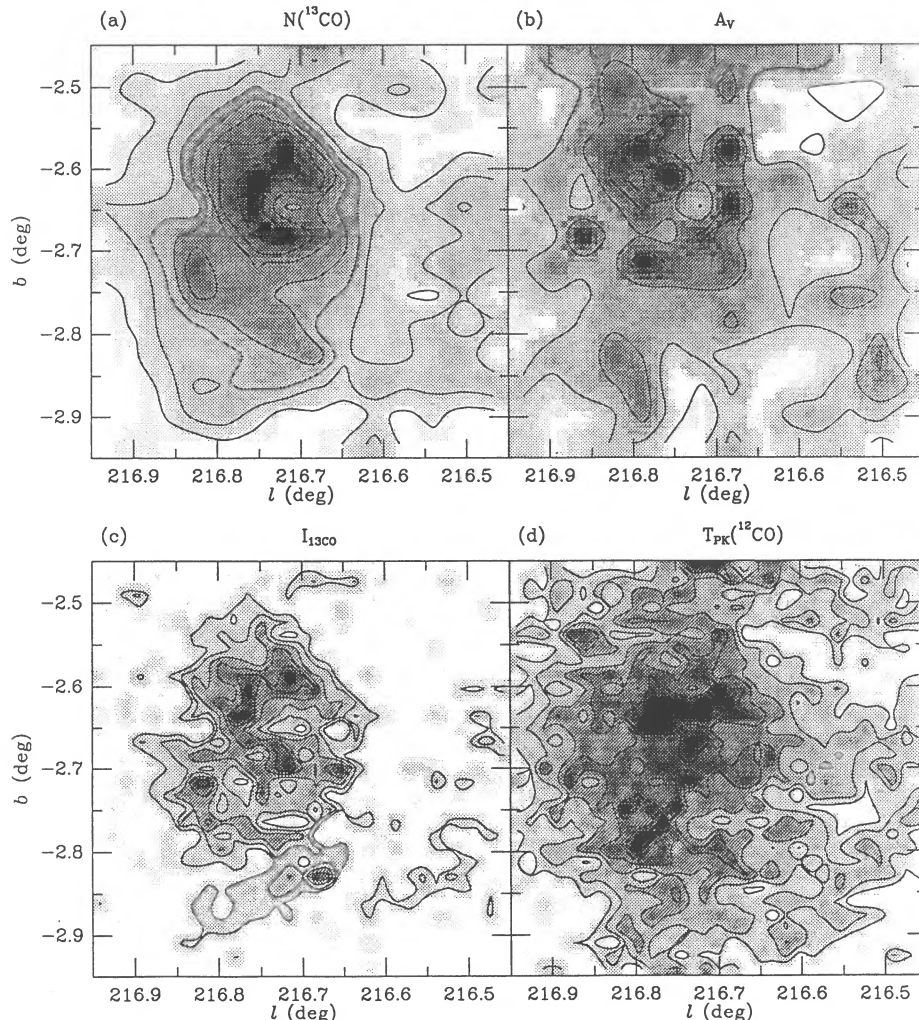 (a) N(¹³CO)
(b) A_V
−2.5
−2.6
−2.7
−2.8
−2.9
b (deg)
216.9 216.8 216.7 216.6 216.5
l (deg)
216.9 216.8 216.7 216.6 216.5
l (deg)
(c) I_13CO
(d) T_PK(¹²CO)
−2.5
−2.6
−2.7
−2.8
−2.9
b (deg)
216.9 216.8 216.7 216.6 216.5
l (deg)
216.9 216.8 216.7 216.6 216.5
l (deg)